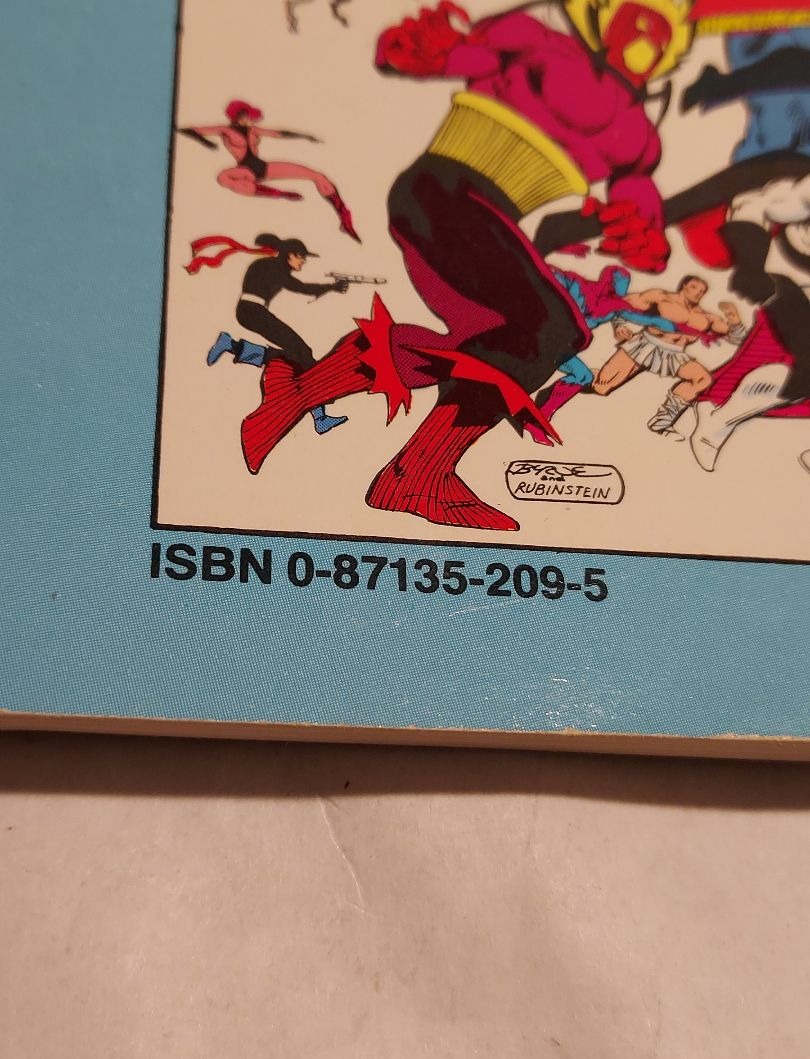 BYRNE
and
RUBINSTEIN
ISBN 0-87135-209-5